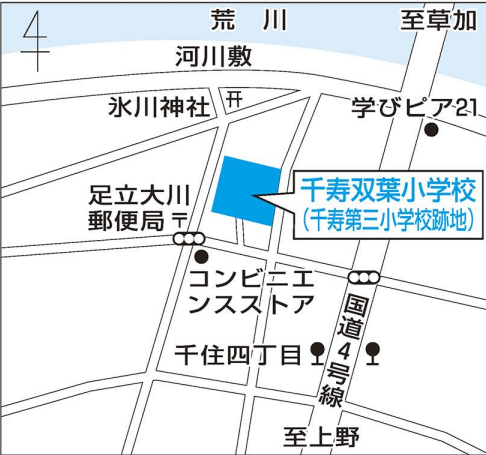 荒川
至草加
河川敷
氷川神社
学びピア21
千寿双葉小学校
(千寿第三小学校跡地)
足立大川
郵便局〒
コンビニエ
ンスストア
国道4号線
千住四丁目
至上野